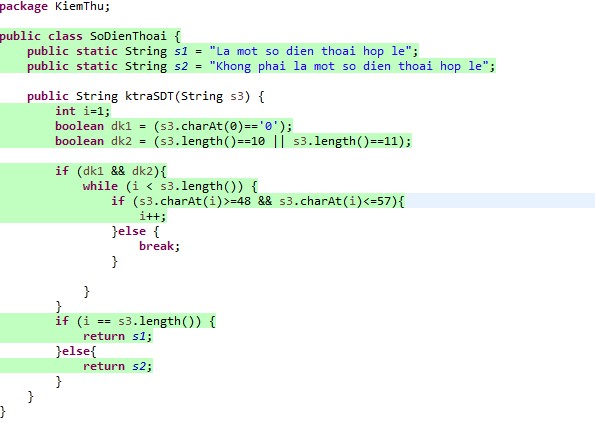 package KiemThu;
public class SoDienThoai {
public static String s1 = "La mot so dien thoai hop le";
public static String s2 = "Khong phai la mot so dien thoai hop le";
public String ktraSDT(String s3) {
int i=1;
boolean dk1 = (s3.charAt(0)=='0');
boolean dk2 = (s3.length()==10 || s3.length()==11);
if (dk1 && dk2){
while (i < s3.length()) {
if (s3.charAt(i)>=48 && s3.charAt(i)<=57){
i++;
}else {
break;
}
}
}
if (i == s3.length()) {
return s1;
}else{
return s2;
}
}
}